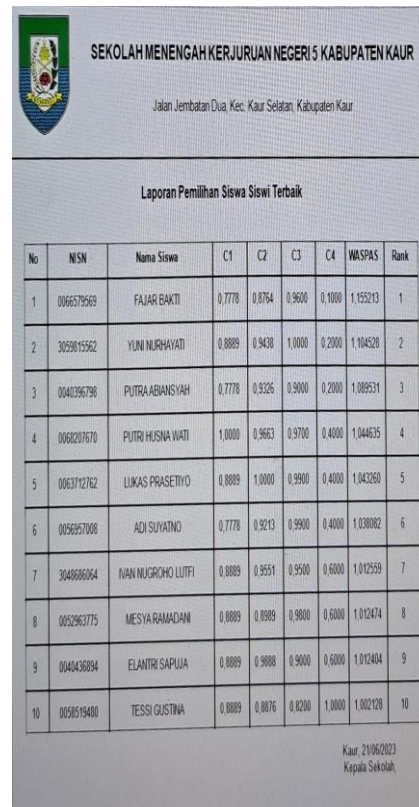 SEKOLAH MENENGAH KERJURUAN NEGERI 5 KABUPATEN KAUR
Jalan Jembatan Dua, Kec. Kaur Selatan, Kabupaten Kaur
Laporan Pemilihan Siswa Siswi Terbaik
No NISN Nama Siswa C1 C2 C3 C4 WASPAS Rank
1 0066579569 FAJAR BAKTI 0,7778 0,8764 0,9600 0,1000 1,155213 1
2 3059815562 YUNI NURHAYATI 0,8889 0,9438 1,0000 0,2000 1,104528 2
3 0040396798 PUTRA ABIANSYAH 0,7778 0,9326 0,9000 0,2000 1,089531 3
4 0068207670 PUTRI HUSNA WATI 1,0000 0,9663 0,9700 0,4000 1,044635 4
5 0063712762 LUKAS PRASETIYO 0,8889 1,0000 0,9900 0,4000 1,043260 5
6 0056957008 ADI SUYATNO 0,7778 0,9213 0,9900 0,4000 1,038082 6
7 3048686064 IVAN NUGROHO LUTFI 0,8889 0,9551 0,9500 0,6000 1,012559 7
8 0052963775 MESYA RAMADANI 0,8889 0,8989 0,9800 0,6000 1,012474 8
9 0040436894 ELANTRI SAPUJA 0,8889 0,9888 0,9000 0,6000 1,012404 9
10 0058519480 TESSI GUSTINA 0,8889 0,8876 0,8200 1,0000 1,002128 10
Kaur, 21/06/2023
Kepala Sekolah,